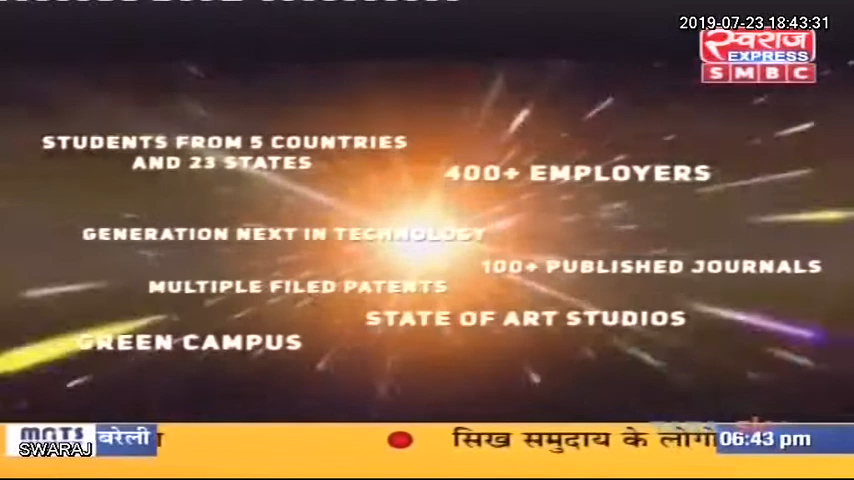 2019-07-23 18:43:31
स्वराज
EXPRESS
SMBC
STUDENTS FROM 5 COUNTRIES
AND 23 STATES
400+ EMPLOYERS
GENERATION NEXT IN TECHNOLOGY
100+ PUBLISHED JOURNALS
MULTIPLE FILED PATENTS
STATE OF ART STUDIOS
GREEN CAMPUS
SWARAJ
बरेली
सिख समुदाय के लोगों
06:43 pm